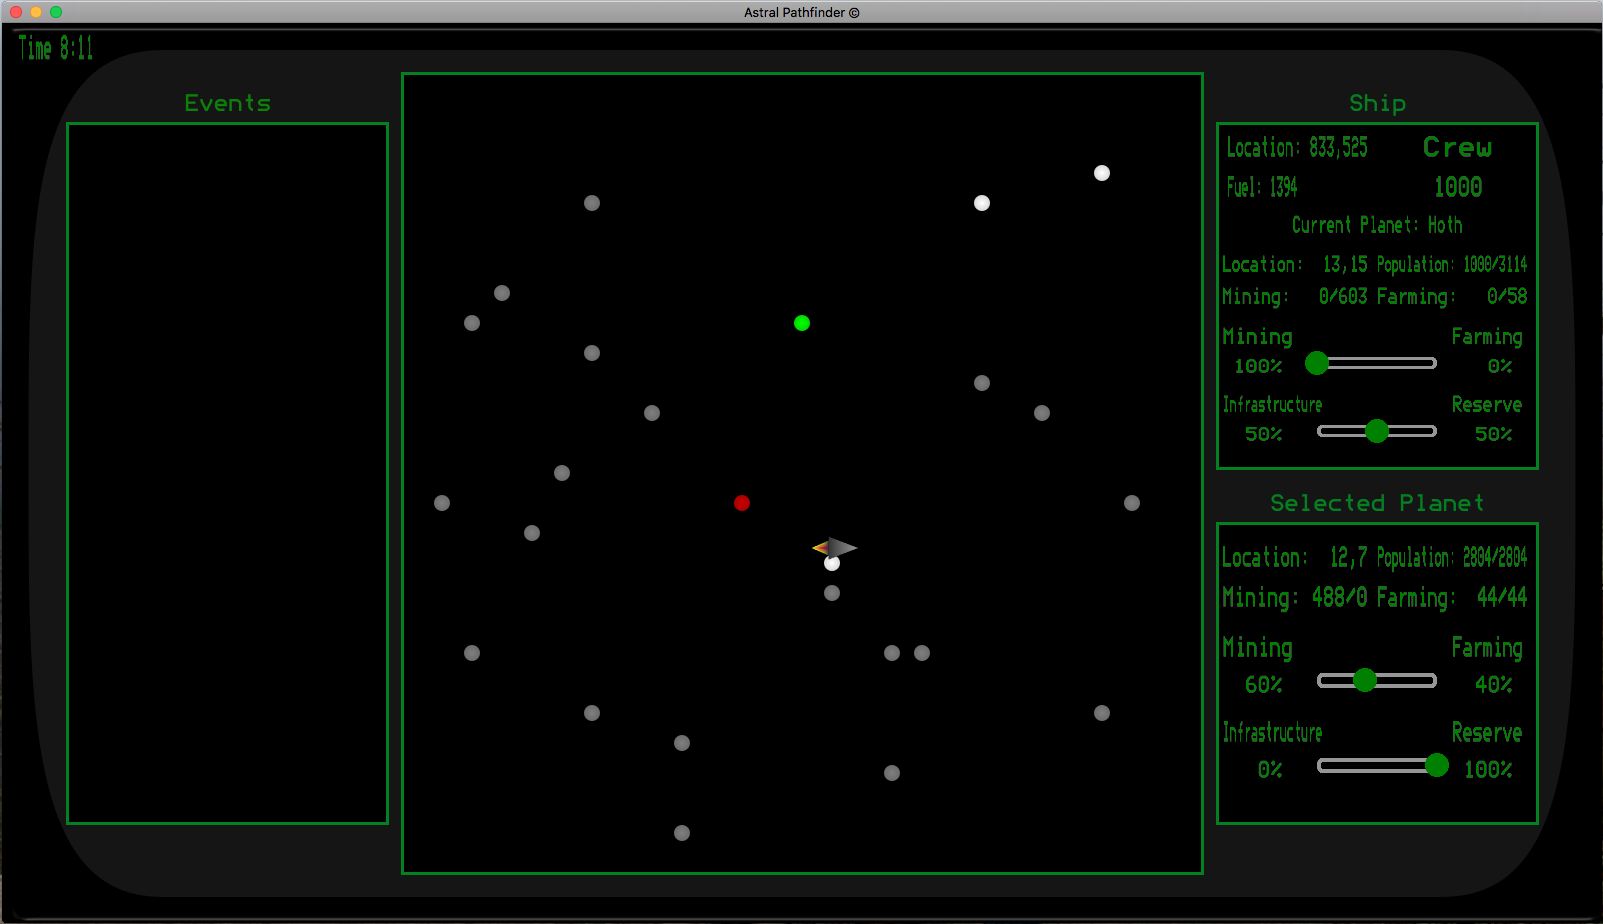 Astral Pathfinder ©
Time 8:11
Events
Ship
Location: 833,525 Crew
Fuel: 1394 1000
Current Planet: Hoth
Location: 13,15 Population: 1000/3114
Mining: 0/603 Farming: 0/58
Mining Farming
100% 0%
Infrastructure Reserve
50% 50%
Selected Planet
Location: 12,7 Population: 2804/2804
Mining: 488/0 Farming: 44/44
Mining Farming
60% 40%
Infrastructure Reserve
0% 100%